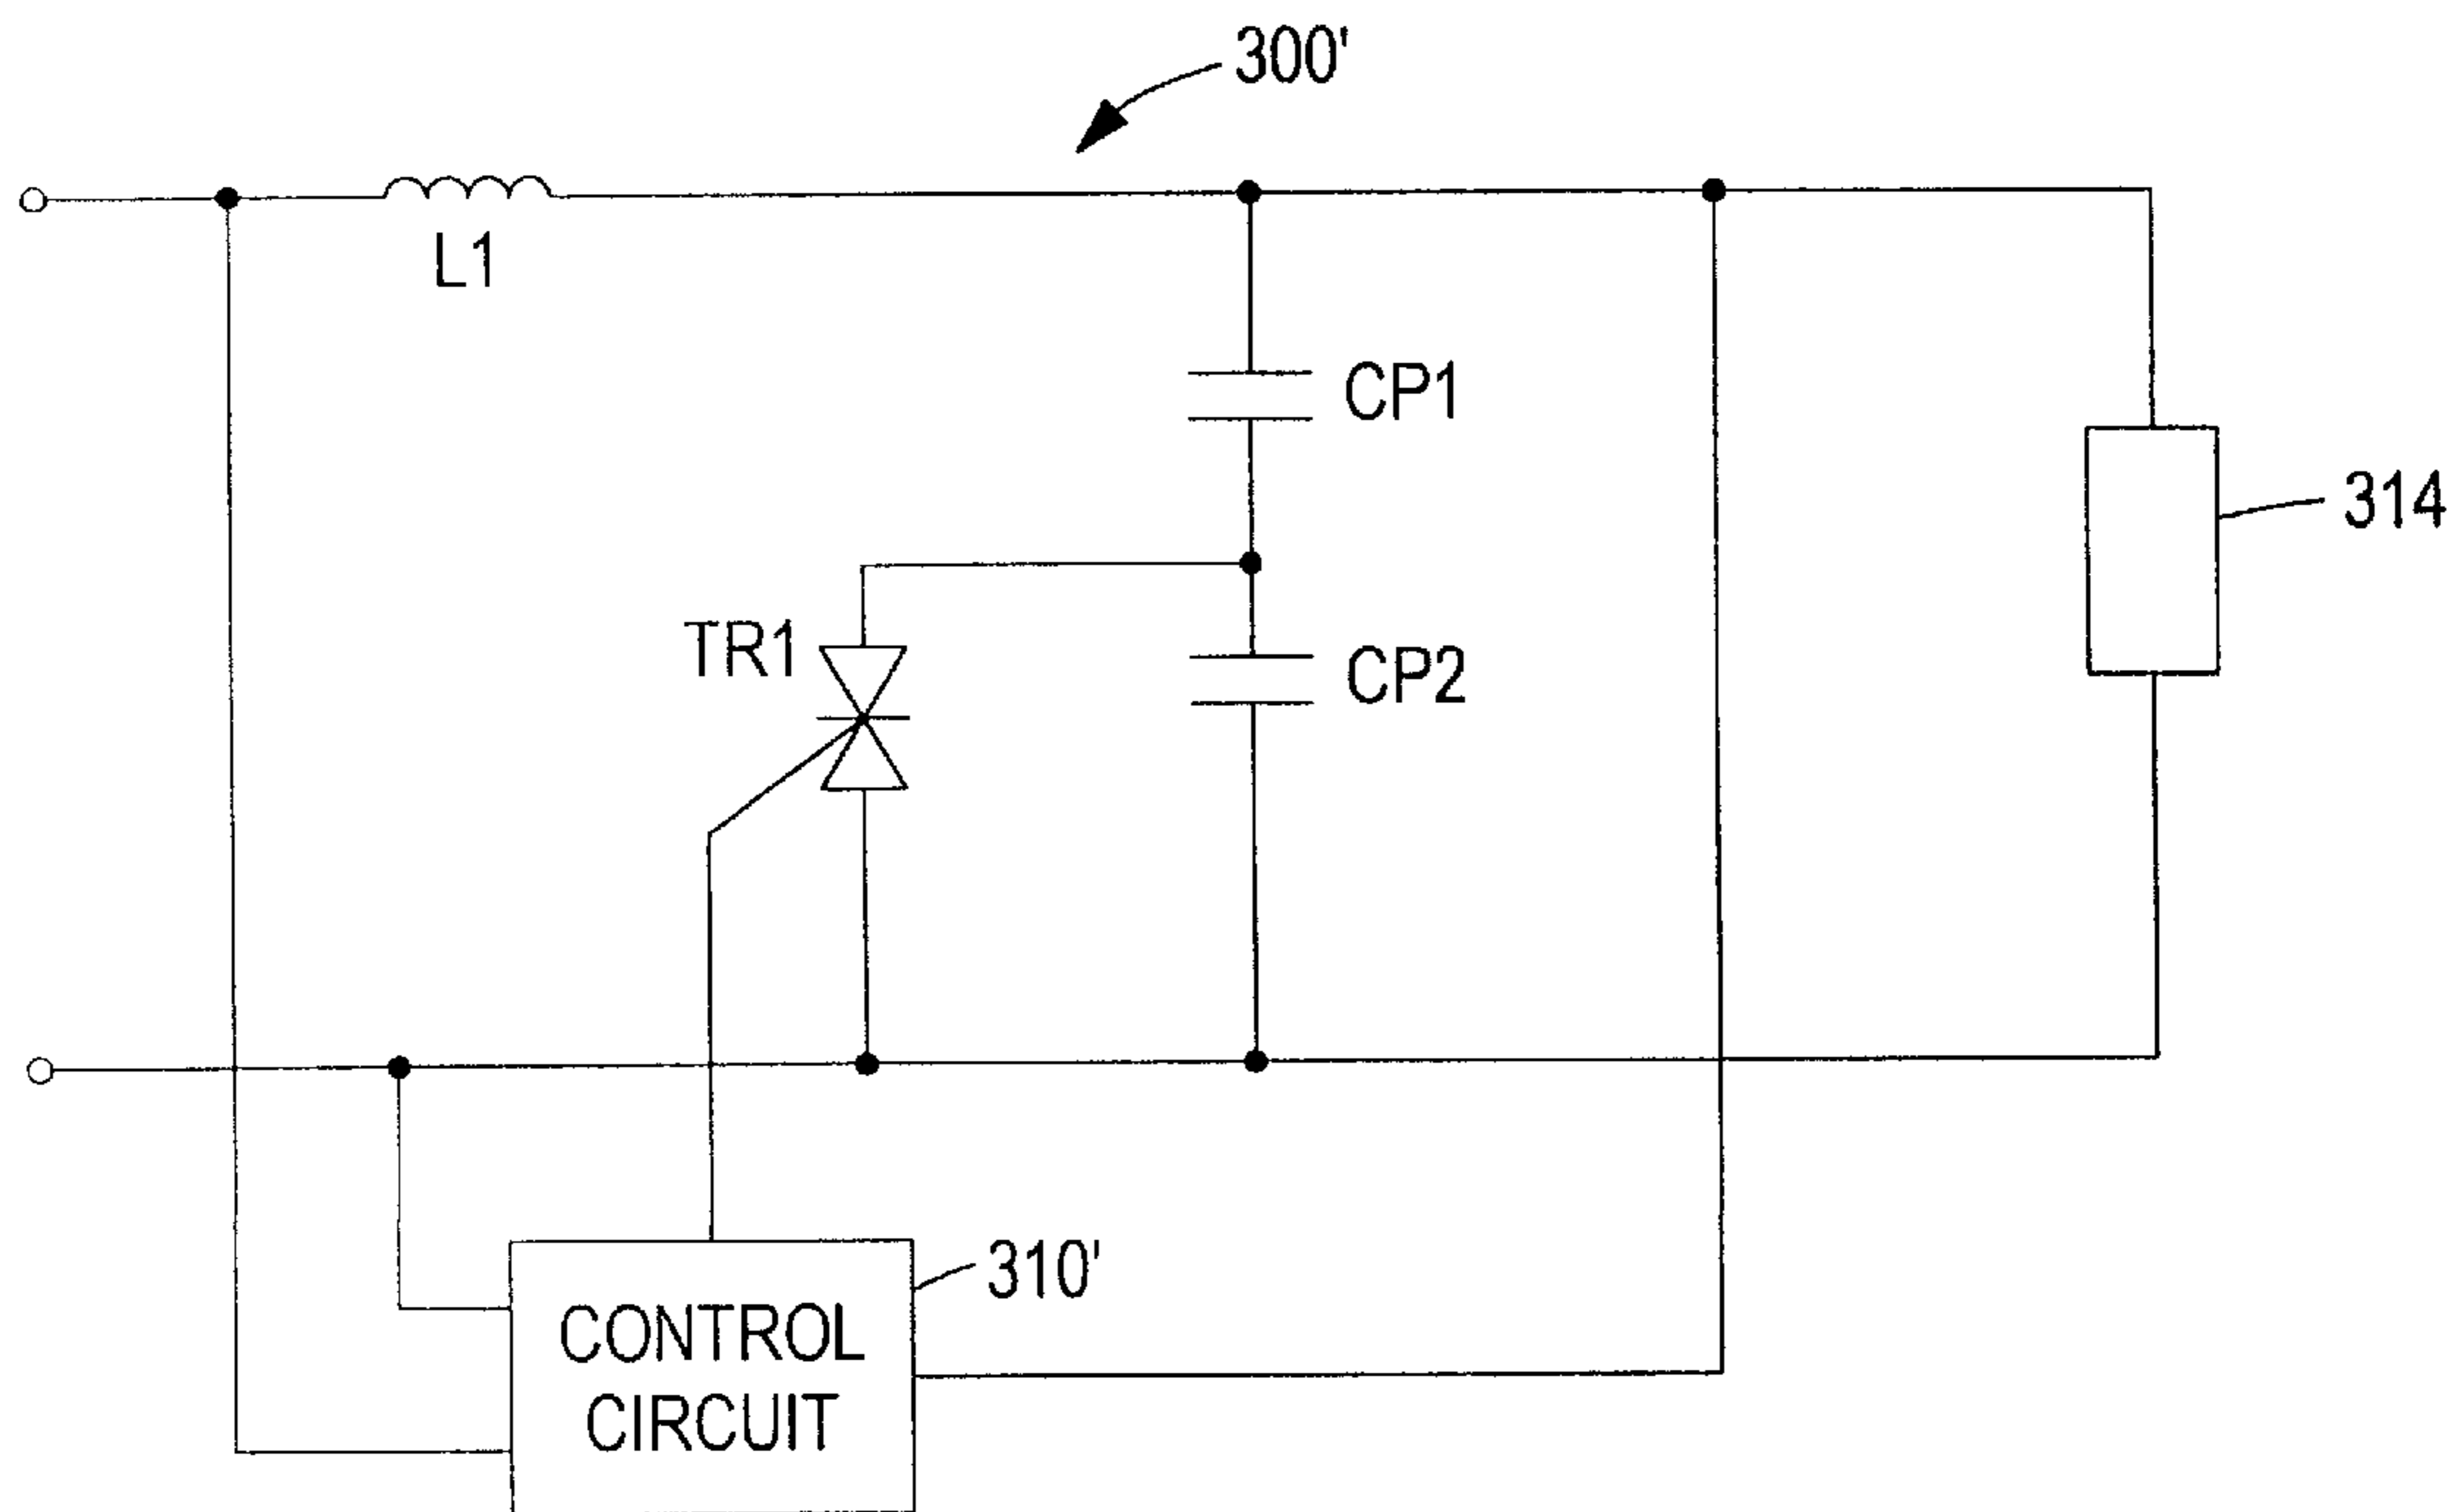 300'
L1
CP1
314
TR1
CP2
310'
CONTROL
CIRCUIT